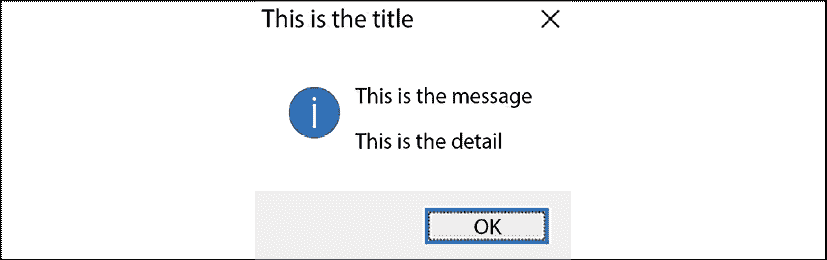 This is the title
This is the message
This is the detail
OK